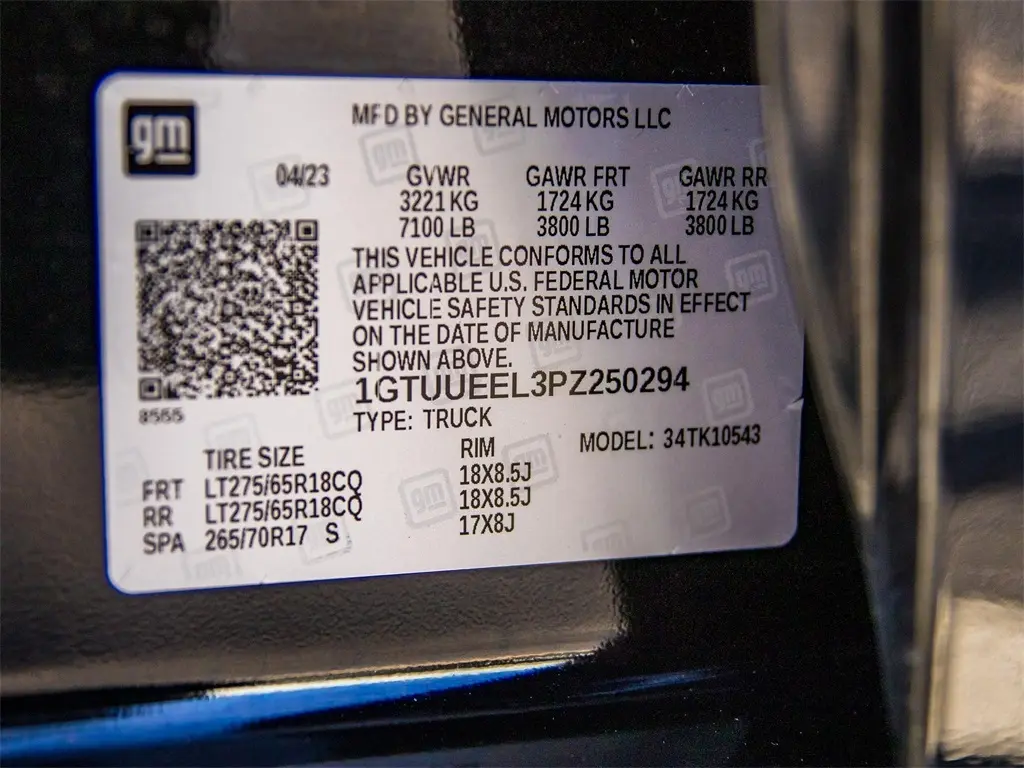 gm
MFD BY GENERAL MOTORS LLC
04/23 GVWR GAWR FRT GAWR RR
3221 KG 1724 KG 1724 KG
7100 LB 3800 LB 3800 LB
THIS VEHICLE CONFORMS TO ALL
APPLICABLE U.S. FEDERAL MOTOR
VEHICLE SAFETY STANDARDS IN EFFECT
ON THE DATE OF MANUFACTURE
SHOWN ABOVE.
1GTUUEEL3PZ250294
8555
TYPE: TRUCK
MODEL: 34TK10543
TIRE SIZE RIM
FRT LT275/65R18CQ 18X8.5J
RR LT275/65R18CQ 18X8.5J
SPA 265/70R17 S 17X8J